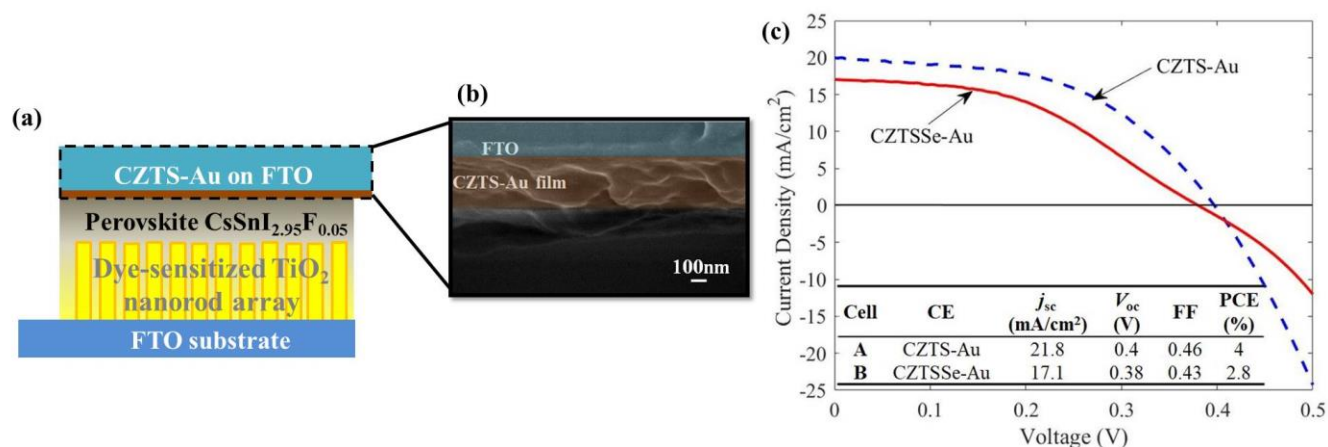 (a)
CZTS-Au on FTO
Perovskite CsSnI₂.₉₅F₀.₀₅
Dye-sensitized TiO₂
nanorod array
FTO substrate
(b)
FTO
CZTS-Au film
100nm
(c)
Current Density (mA/cm²)
25
20
15
10
5
0
-5
-10
-15
-20
-25
CZTS-Au
CZTSSe-Au
Cell CE jsc (mA/cm²) Voc (V) FF PCE (%)
A CZTS-Au 21.8 0.4 0.46 4
B CZTSSe-Au 17.1 0.38 0.43 2.8
0 0.1 0.2 0.3 0.4 0.5
Voltage (V)